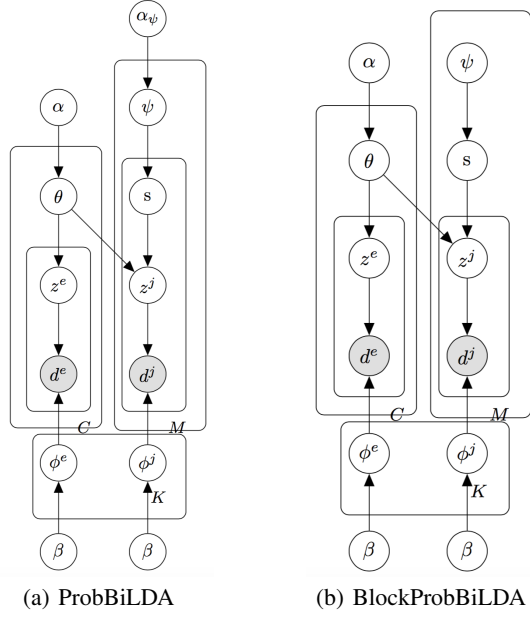 α_ψ
α ψ
θ s
z^e z^j
d^e d^j
C M
ϕ^e ϕ^j
K
β β
(a) ProbBiLDA
α ψ
θ s
z^e z^j
d^e d^j
C M
ϕ^e ϕ^j
K
β β
(b) BlockProbBiLDA